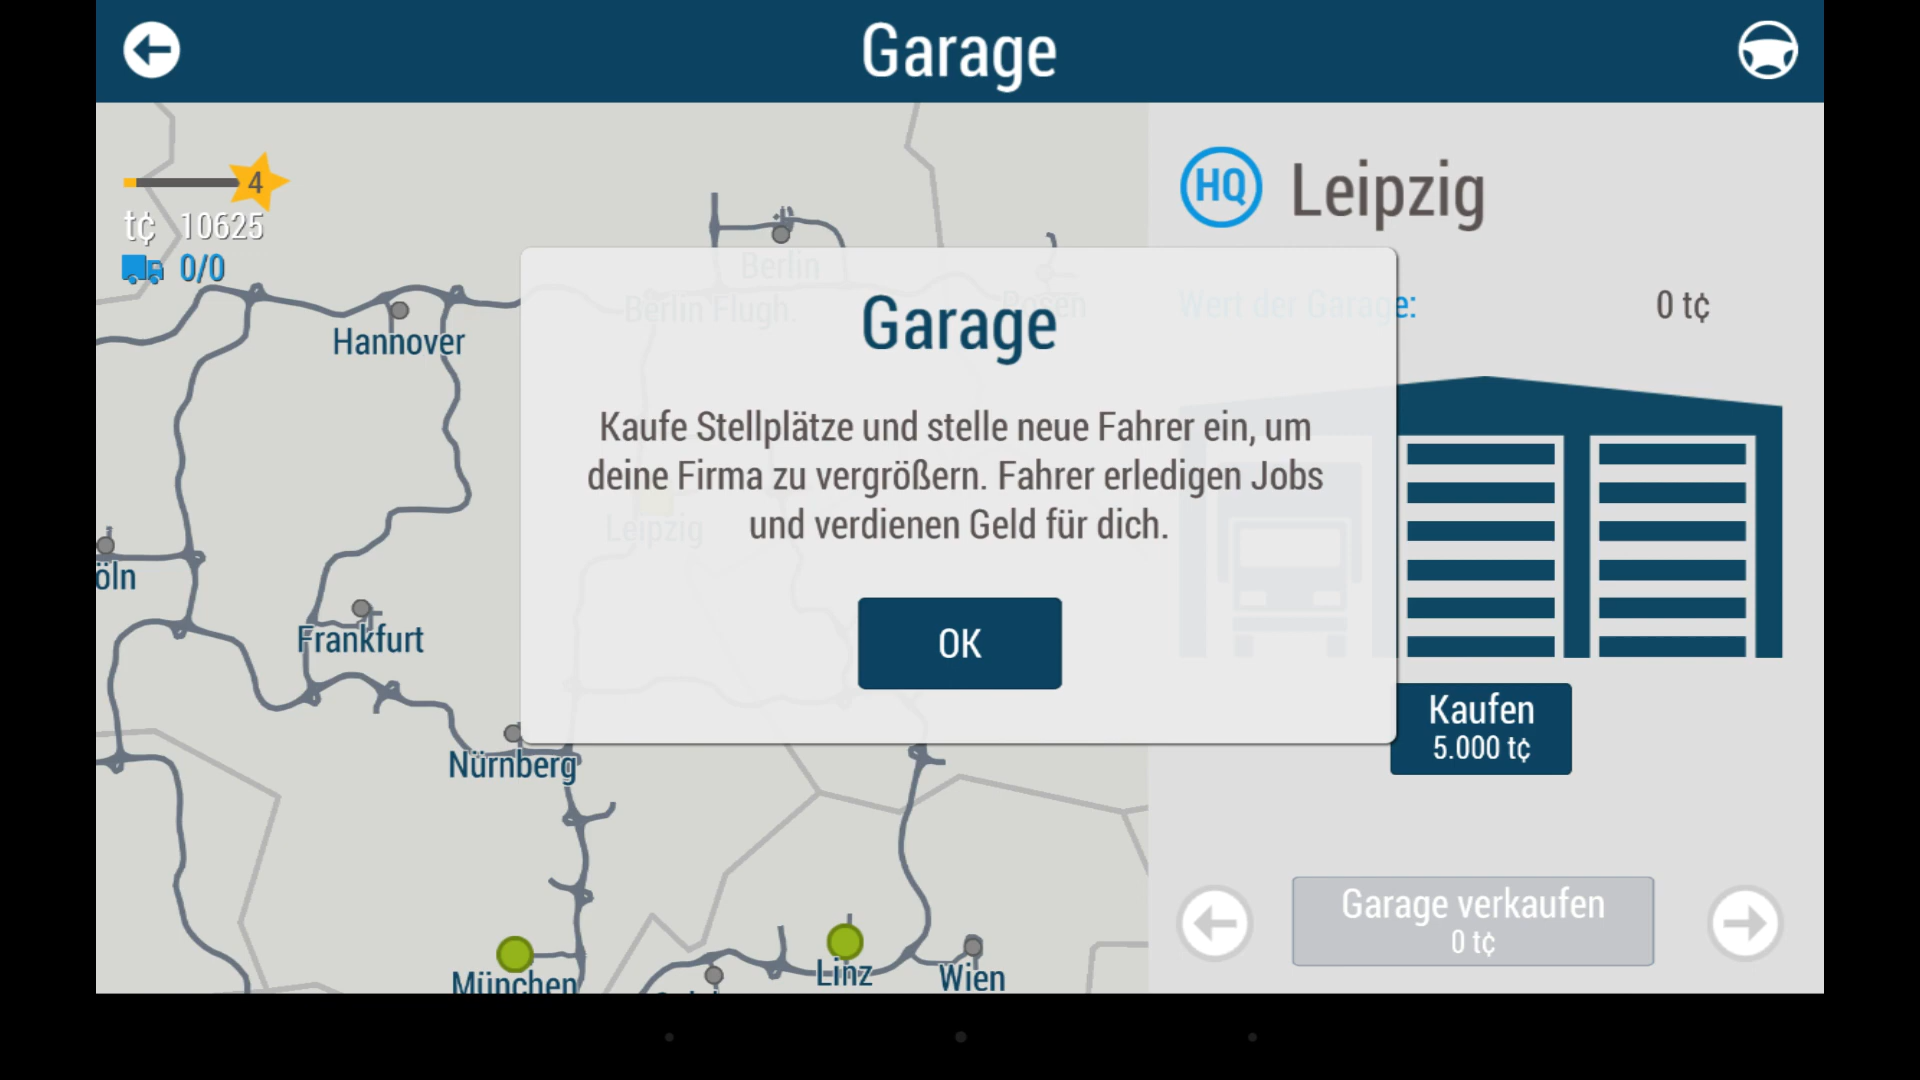 Garage
4
t¢ 10625
0/0
HQ Leipzig
Berlin
Berlin Flugh.
Posen
Wert der Garage: 0 t¢
Hannover
Garage
Kaufe Stellplätze und stelle neue Fahrer ein, um
deine Firma zu vergrößern. Fahrer erledigen Jobs
und verdienen Geld für dich.
Leipzig
öln
Frankfurt
OK
Kaufen
5.000 t¢
Nürnberg
Garage verkaufen
0 t¢
München
Linz
Wien